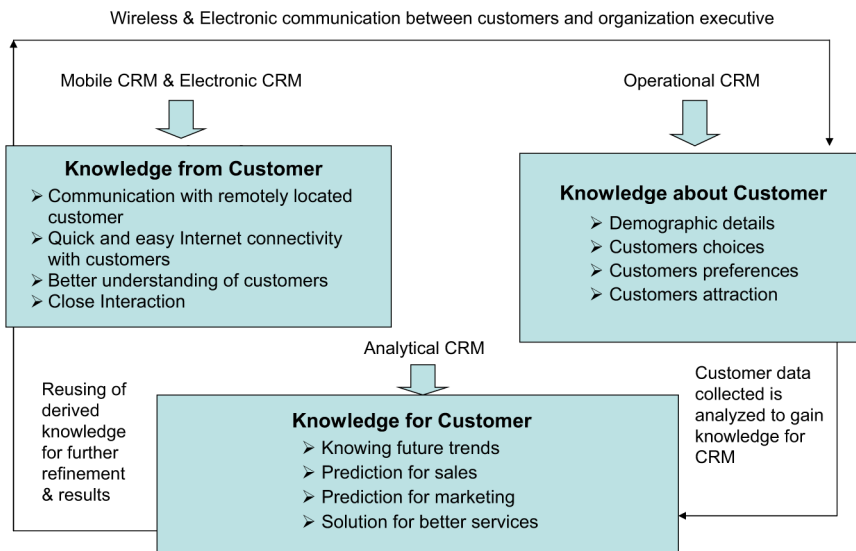 Wireless & Electronic communication between customers and organization executive
Mobile CRM & Electronic CRM
Operational CRM
Knowledge from Customer
➢ Communication with remotely located
customer
➢ Quick and easy Internet connectivity
with customers
➢ Better understanding of customers
➢ Close Interaction
Knowledge about Customer
➢ Demographic details
➢ Customers choices
➢ Customers preferences
➢ Customers attraction
Analytical CRM
Reusing of
derived
knowledge
for further
refinement
& results
Customer data
collected is
analyzed to gain
knowledge for
CRM
Knowledge for Customer
➢ Knowing future trends
➢ Prediction for sales
➢ Prediction for marketing
➢ Solution for better services